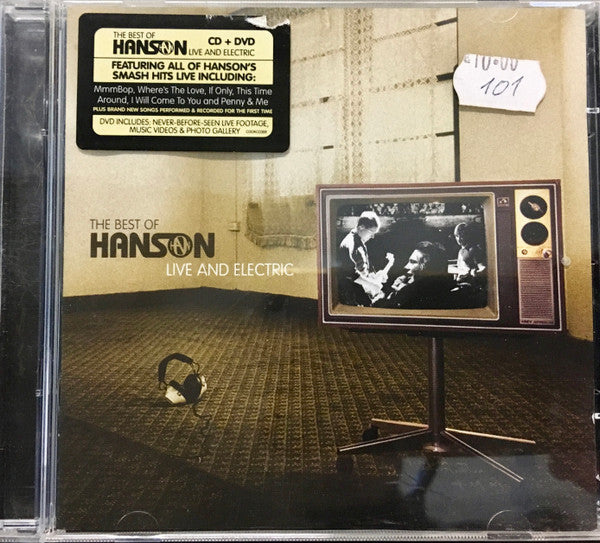 THE BEST OF
HANSON CD + DVD
LIVE AND ELECTRIC
FEATURING ALL OF HANSON'S
SMASH HITS LIVE INCLUDING:
MmmBop, Where's The Love, If Only, This Time
Around, I Will Come To You and Penny & Me
PLUS BRAND NEW SONGS PERFORMED & RECORDED FOR THE FIRST TIME
DVD INCLUDES: NEVER-BEFORE-SEEN LIVE FOOTAGE,
MUSIC VIDEOS & PHOTO GALLERY
101
THE BEST OF
HANSON
LIVE AND ELECTRIC